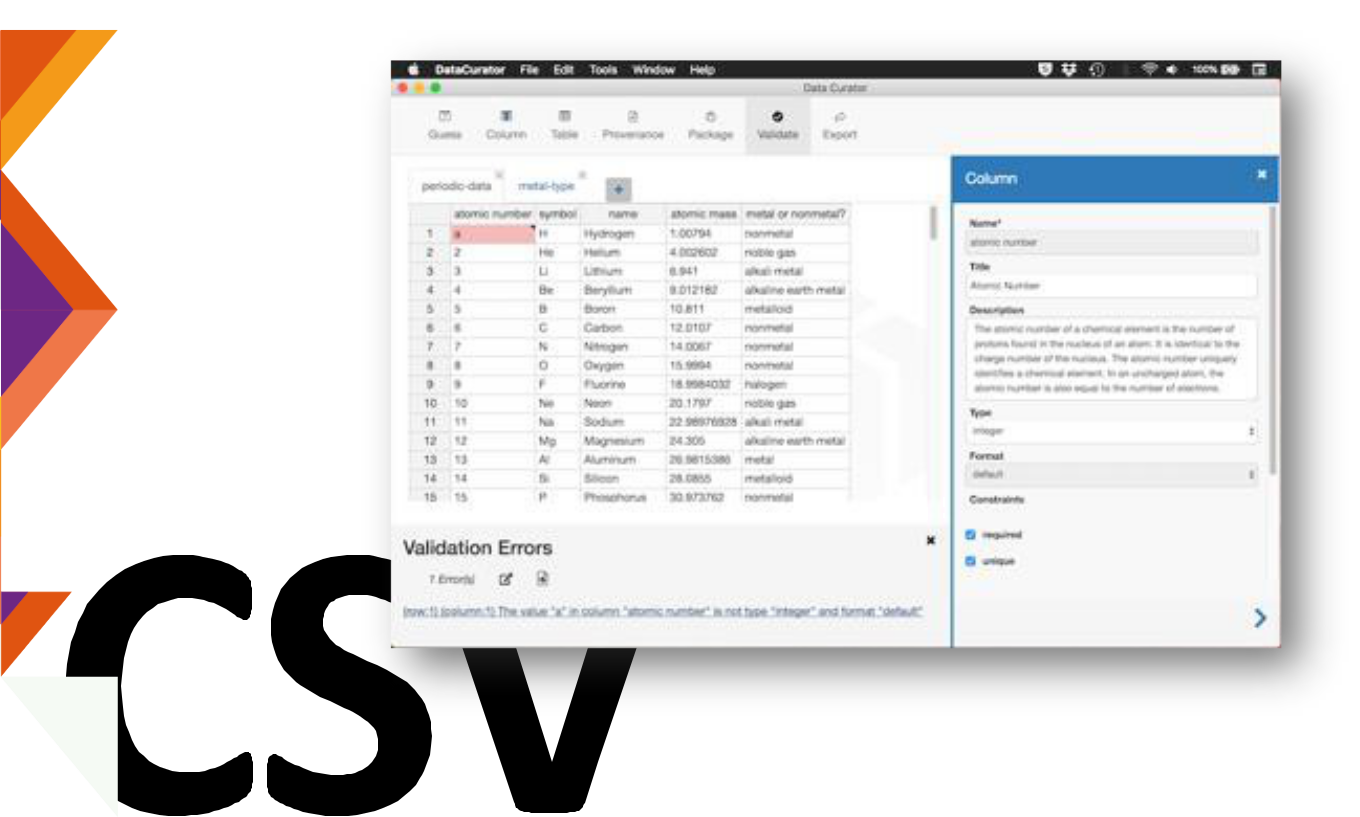 DataCurator File Edit Tools Window Help 100%
Data Curator
Guess Column Table Provenance Package Validate Export
periodic-data metal-type +
atomic number symbol name atomic mass metal or nonmetal?
1 a H Hydrogen 1.00794 nonmetal
2 2 He Helium 4.002602 noble gas
3 3 Li Lithium 6.941 alkali metal
4 4 Be Beryllium 9.012182 alkaline earth metal
5 5 B Boron 10.811 metalloid
6 6 C Carbon 12.0107 nonmetal
7 7 N Nitrogen 14.0067 nonmetal
8 8 O Oxygen 15.9994 nonmetal
9 9 F Fluorine 18.9984032 halogen
10 10 Ne Neon 20.1797 noble gas
11 11 Na Sodium 22.98976928 alkali metal
12 12 Mg Magnesium 24.305 alkaline earth metal
13 13 Al Aluminum 26.9815386 metal
14 14 Si Silicon 28.0855 metalloid
15 15 P Phosphorus 30.973762 nonmetal
Validation Errors
7 Error(s)
(row:1) (column:1) The value "a" in column "atomic number" is not type "integer" and format "default"
Column
Name*
atomic number
Title
Atomic Number
Description
The atomic number of a chemical element is the number of
protons found in the nucleus of an atom. It is identical to the
charge number of the nucleus. The atomic number uniquely
identifies a chemical element. In an uncharged atom, the
atomic number is also equal to the number of electrons.
Type
integer
Format
default
Constraints
required
unique
CSV